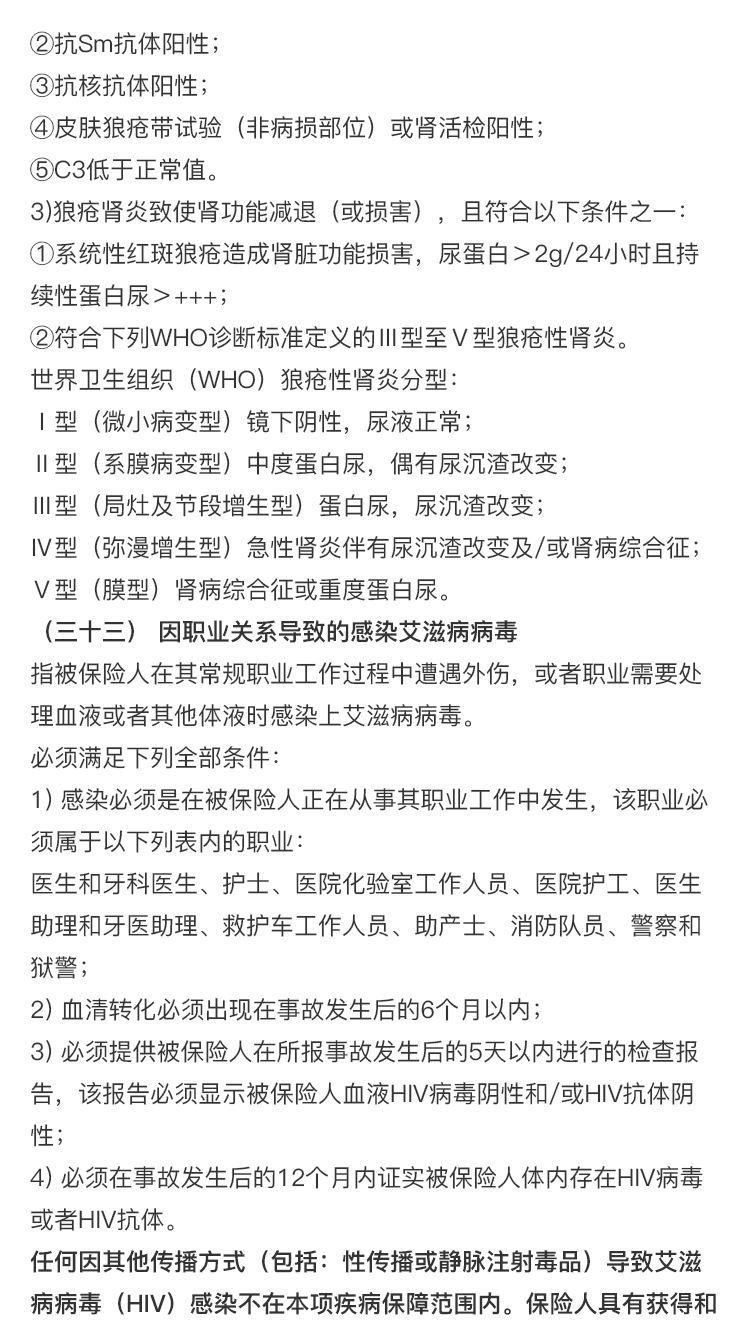 ②抗Sm抗体阳性；
③抗核抗体阳性；
④皮肤狼疮带试验（非病损部位）或肾活检阳性；
⑤C3低于正常值。
3)狼疮肾炎致使肾功能减退（或损害），且符合以下条件之一：
①系统性红斑狼疮造成肾脏功能损害，尿蛋白＞2g/24小时且持
续性蛋白尿＞+++；
②符合下列WHO诊断标准定义的Ⅲ型至Ⅴ型狼疮性肾炎。
世界卫生组织（WHO）狼疮性肾炎分型：
Ⅰ型（微小病变型）镜下阴性，尿液正常；
Ⅱ型（系膜病变型）中度蛋白尿，偶有尿沉渣改变；
Ⅲ型（局灶及节段增生型）蛋白尿，尿沉渣改变；
Ⅳ型（弥漫增生型）急性肾炎伴有尿沉渣改变及/或肾病综合征；
Ⅴ型（膜型）肾病综合征或重度蛋白尿。
（三十三） 因职业关系导致的感染艾滋病病毒
指被保险人在其常规职业工作过程中遭遇外伤，或者职业需要处
理血液或者其他体液时感染上艾滋病病毒。
必须满足下列全部条件：
1) 感染必须是在被保险人正在从事其职业工作中发生，该职业必
须属于以下列表内的职业：
医生和牙科医生、护士、医院化验室工作人员、医院护工、医生
助理和牙医助理、救护车工作人员、助产士、消防队员、警察和
狱警；
2) 血清转化必须出现在事故发生后的6个月以内；
3) 必须提供被保险人在所报事故发生后的5天以内进行的检查报
告，该报告必须显示被保险人血液HIV病毒阴性和/或HIV抗体阴
性；
4) 必须在事故发生后的12个月内证实被保险人体内存在HIV病毒
或者HIV抗体。
任何因其他传播方式（包括：性传播或静脉注射毒品）导致艾滋
病病毒（HIV）感染不在本项疾病保障范围内。保险人具有获得和